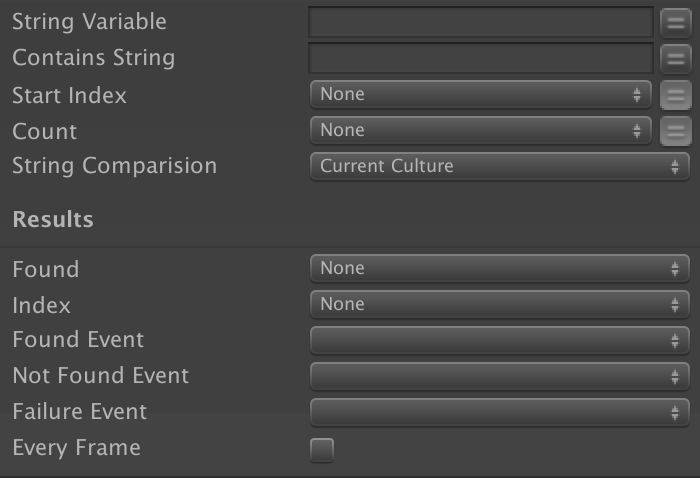 String Variable
Contains String
Start Index None
Count None
String Comparision Current Culture
Results
Found None
Index None
Found Event
Not Found Event
Failure Event
Every Frame